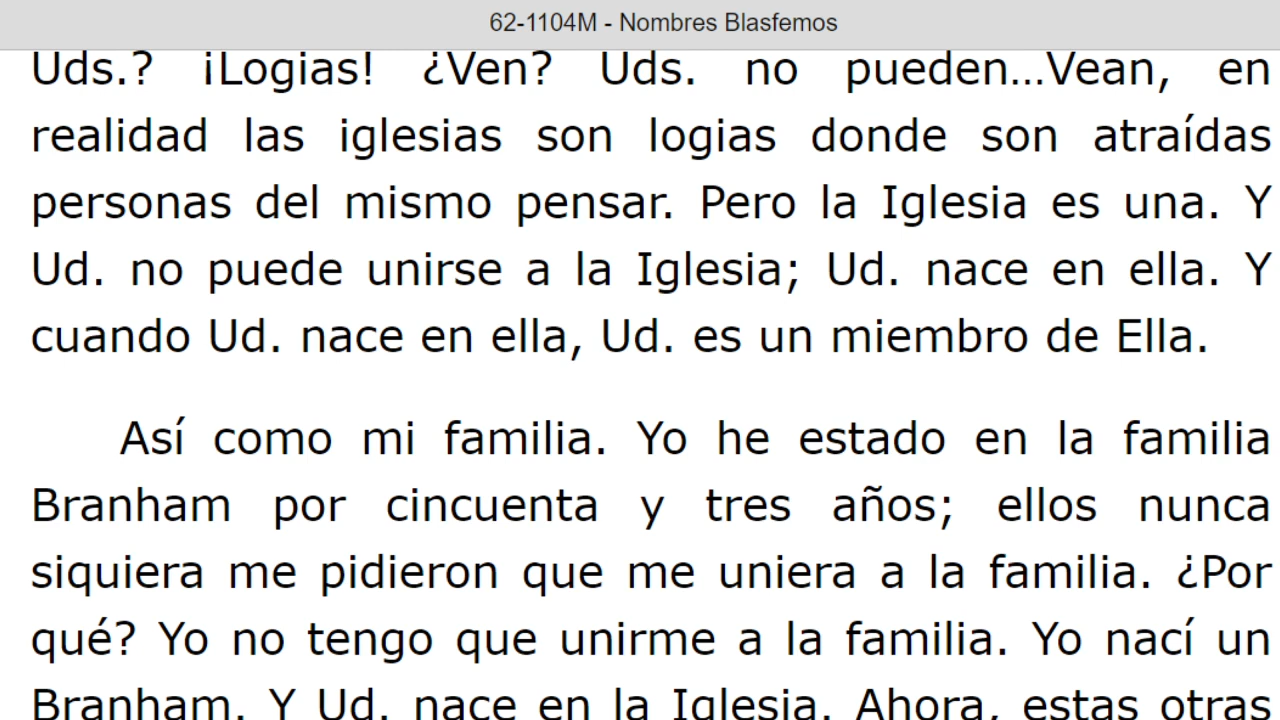 62-1104M - Nombres Blasfemos
Uds.? ¡Logias! ¿Ven? Uds. no pueden...Vean, en
realidad las iglesias son logias donde son atraídas
personas del mismo pensar. Pero la Iglesia es una. Y
Ud. no puede unirse a la Iglesia; Ud. nace en ella. Y
cuando Ud. nace en ella, Ud. es un miembro de Ella.
Así como mi familia. Yo he estado en la familia
Branham por cincuenta y tres años; ellos nunca
siquiera me pidieron que me uniera a la familia. ¿Por
qué? Yo no tengo que unirme a la familia. Yo nací un
Branham. Y Ud. nace en la Iglesia. Ahora, estas otras